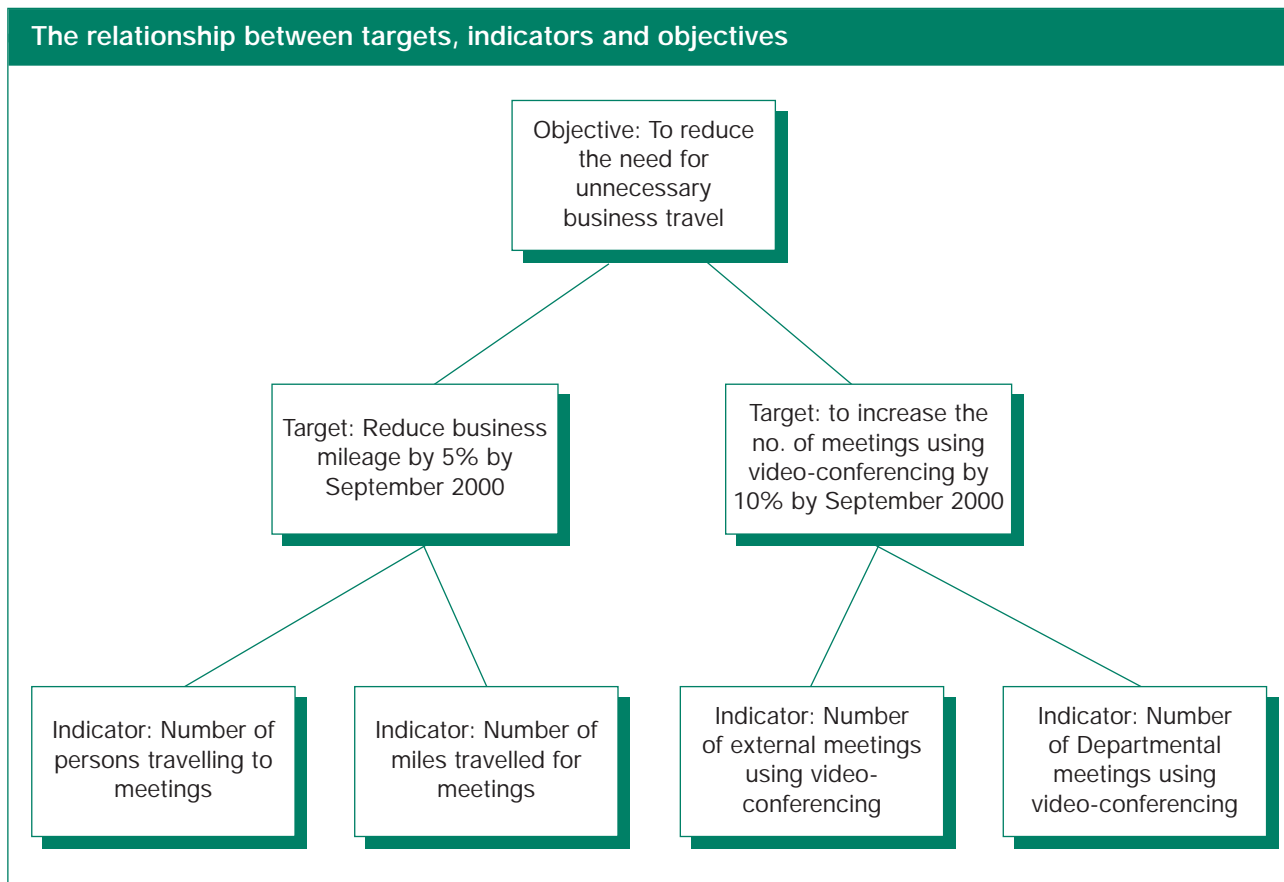 The relationship between targets, indicators and objectives
Objective: To reduce
the need for
unnecessary
business travel
Target: Reduce business
mileage by 5% by
September 2000
Target: to increase the
no. of meetings using
video-conferencing by
10% by September 2000
Indicator: Number of
persons travelling to
meetings
Indicator: Number of
miles travelled for
meetings
Indicator: Number
of external meetings
using video-
conferencing
Indicator: Number
of Departmental
meetings using
video-conferencing